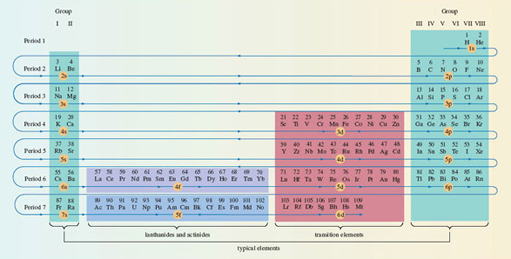 Group Group
I II III IV V VI VII VIII
1 2
Period 1 H He
1s
3 4 5 6 7 8 9 10
Period 2 Li Be B C N O F Ne
2s 2p
11 12 13 14 15 16 17 18
Period 3 Na Mg Al Si P S Cl Ar
3s 3p
19 20 21 22 23 24 25 26 27 28 29 30 31 32 33 34 35 36
Period 4 K Ca Sc Ti V Cr Mn Fe Co Ni Cu Zn Ga Ge As Se Br Kr
4s 3d 4p
37 38 39 40 41 42 43 44 45 46 47 48 49 50 51 52 53 54
Period 5 Rb Sr Y Zr Nb Mo Tc Ru Rh Pd Ag Cd In Sn Sb Te I Xe
5s 4d 5p
55 56 57 58 59 60 61 62 63 64 65 66 67 68 69 70 71 72 73 74 75 76 77 78 79 80 81 82 83 84 85 86
Period 6 Cs Ba La Ce Pr Nd Pm Sm Eu Gd Tb Dy Ho Er Tm Yb Lu Hf Ta W Re Os Ir Pt Au Hg Tl Pb Bi Po At Rn
6s 4f 5d 6p
87 88 89 90 91 92 93 94 95 96 97 98 99 100 101 102 103 104 105 106 107 108 109
Period 7 Fr Ra Ac Th Pa U Np Pu Am Cm Bk Cf Es Fm Md No Lr Rf Db Sg Bh Hs Mt
7s 5f 6d
lanthanides and actinides transition elements
typical elements